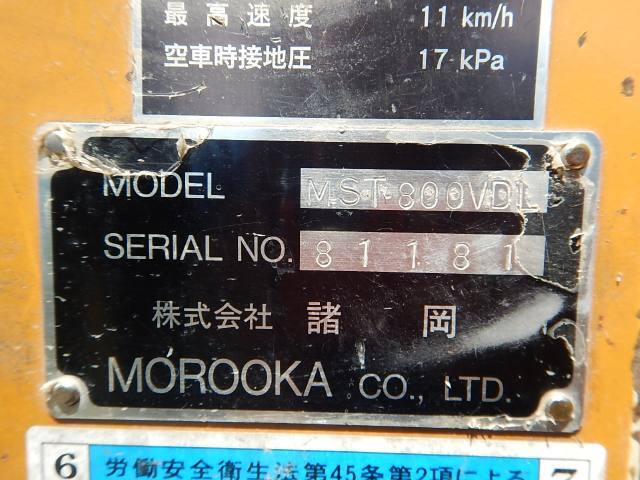 最高速度 11 km/h
空車時接地圧 17 kPa
MODEL MST-800VDL
SERIAL NO. 81181
株式会社 諸岡
MOROOKA CO., LTD.
6 労働安全衛生法第45条第2項による 7